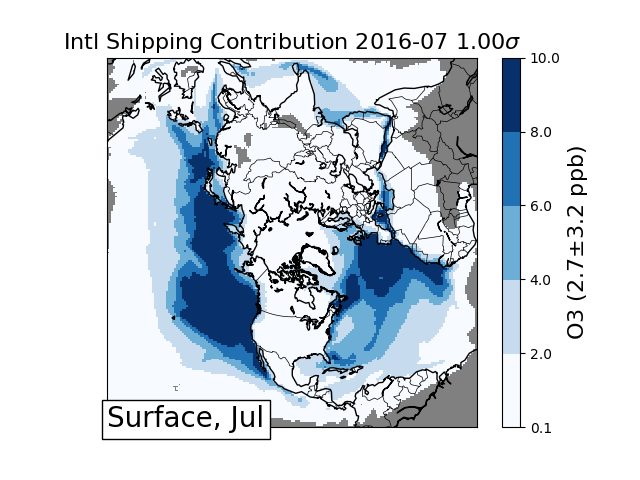 Intl Shipping Contribution 2016-07 1.00σ
10.0
8.0
6.0
4.0
2.0
0.1
O3 (2.7±3.2 ppb)
Surface, Jul